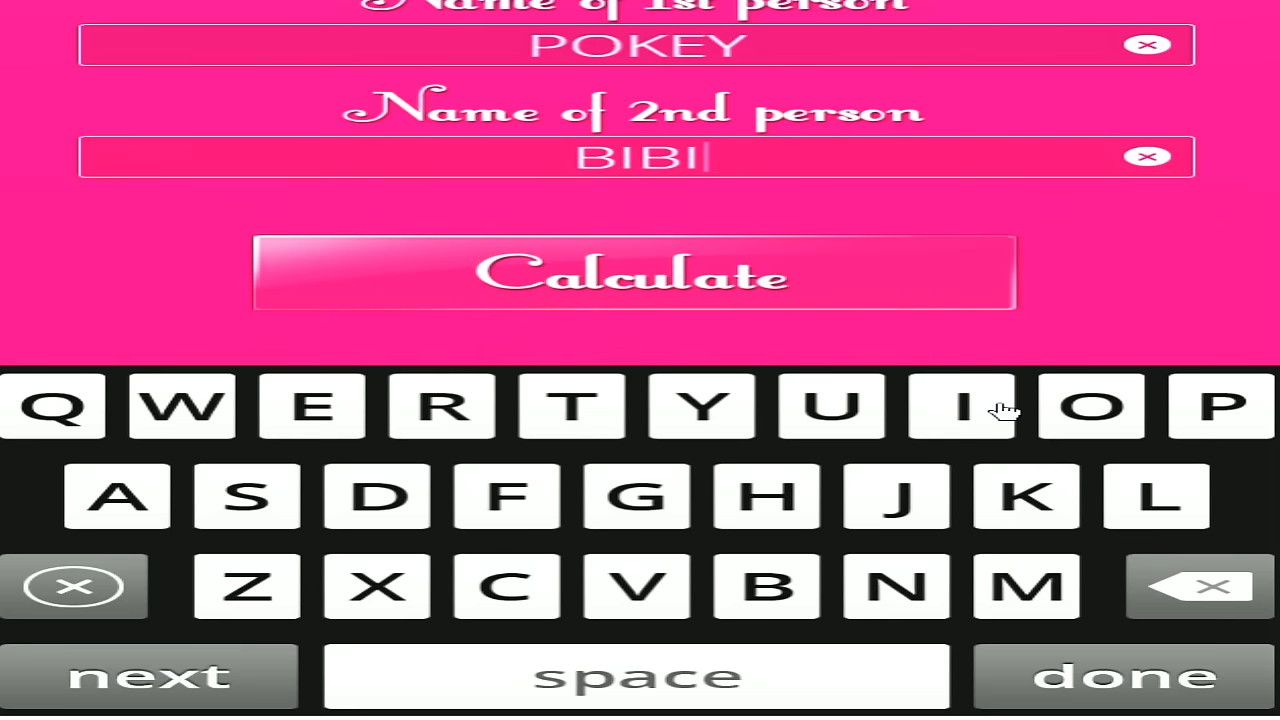 Name of 1st person
POKEY
Name of 2nd person
BIBI
Calculate
Q W E R T Y U I O P
A S D F G H J K L
Z X C V B N M
next space done